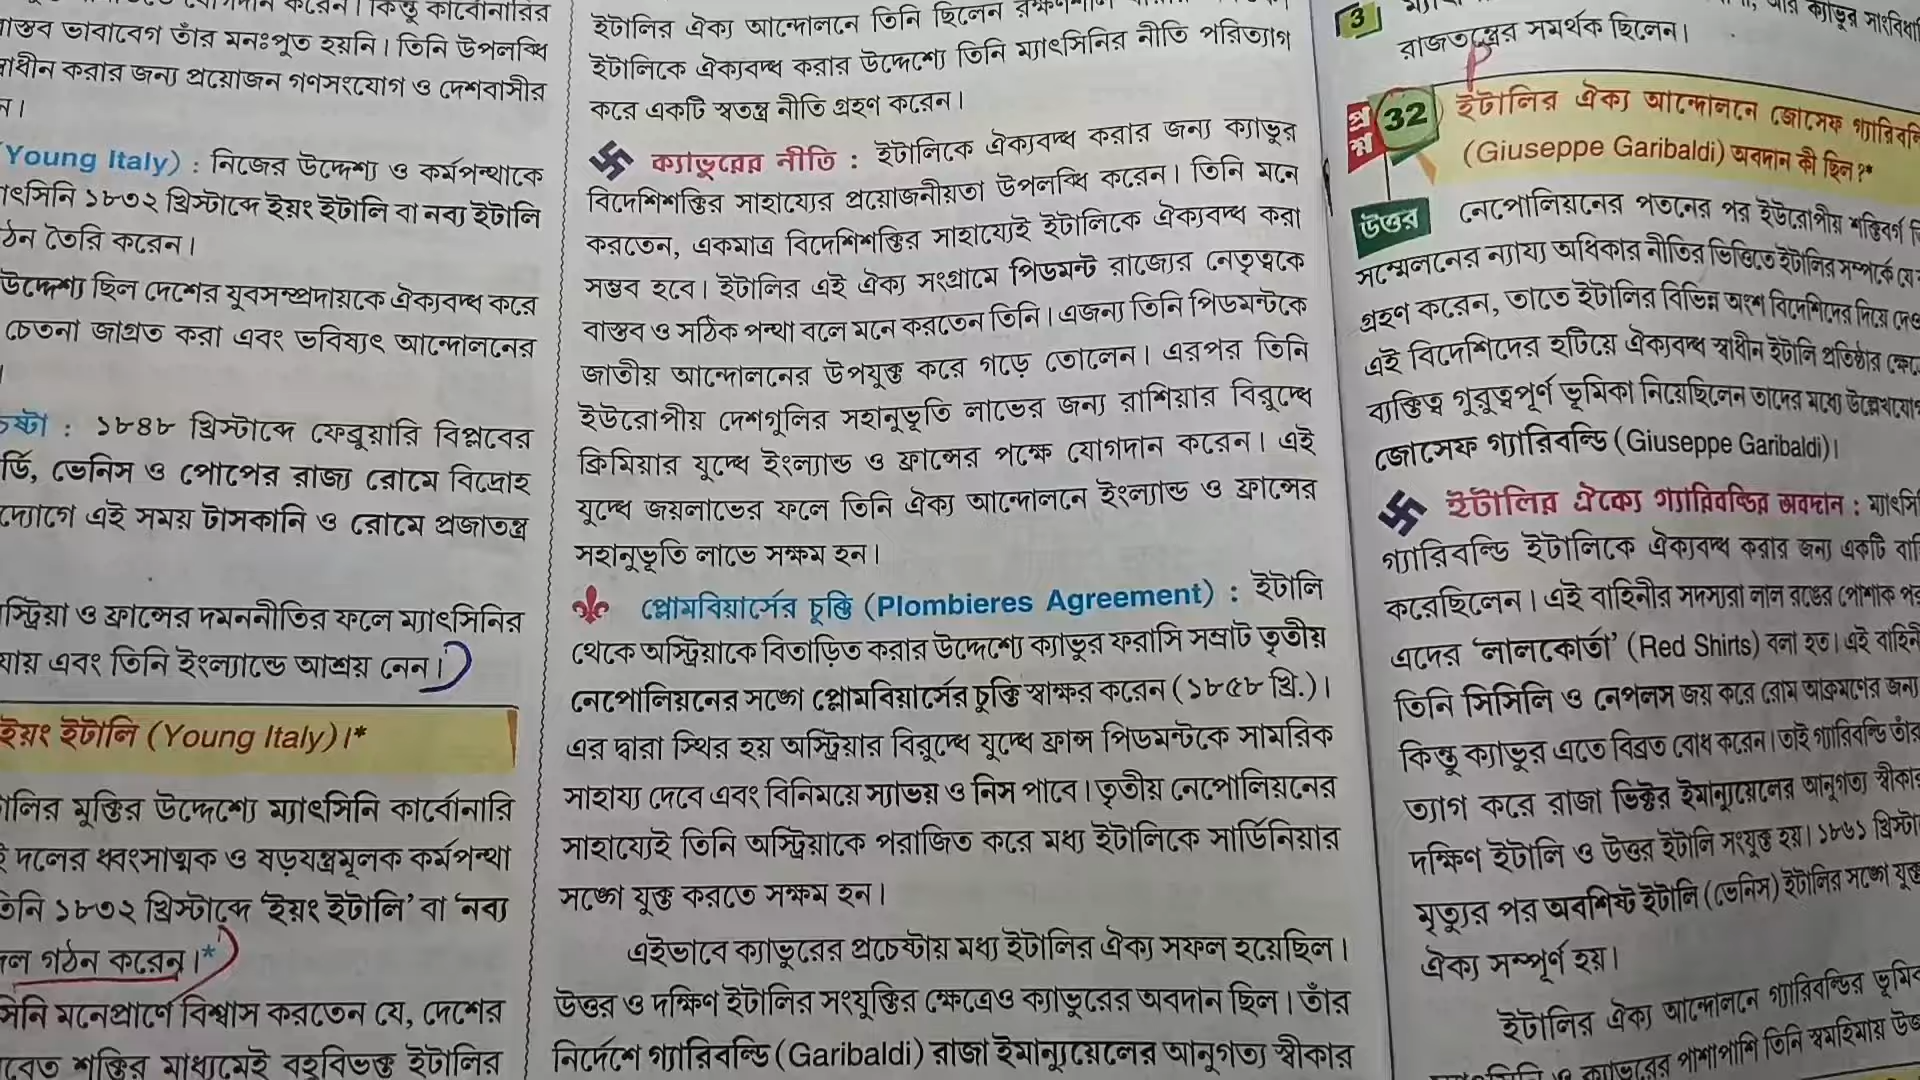 কার্বোনারির
ভাবাবেগ তাঁর মনঃপূত হয়নি। তিনি উপলব্ধি
করার জন্য প্রয়োজন গণসংযোগ ও দেশবাসীর
Young Italy) : নিজের উদ্দেশ্য ও কর্মপন্থাকে
১৮৩২ খ্রিস্টাব্দে ইয়ং ইটালি বা নব্য ইটালি
তৈরি করেন।
উদ্দেশ্য ছিল দেশের যুবসম্প্রদায়কে ঐক্যবদ্ধ করে
চেতনা জাগ্রত করা এবং ভবিষ্যৎ আন্দোলনের
: ১৮৪৮ খ্রিস্টাব্দে ফেব্রুয়ারি বিপ্লবের
ভেনিস ও পোপের রাজ্য রোমে বিদ্রোহ
এই সময় টাসকানি ও রোমে প্রজাতন্ত্র
ও ফ্রান্সের দমননীতির ফলে ম্যাৎসিনির
যায় এবং তিনি ইংল্যান্ডে আশ্রয় নেন।
ইয়ং ইটালি (Young Italy)।*
মুক্তির উদ্দেশ্যে ম্যাৎসিনি কার্বোনারি
দলের ধ্বংসাত্মক ও ষড়যন্ত্রমূলক কর্মপন্থা
১৮৩২ খ্রিস্টাব্দে 'ইয়ং ইটালি' বা 'নব্য
গঠন করেন।*
মনেপ্রাণে বিশ্বাস করতেন যে, দেশের
শক্তির মাধ্যমেই বহুবিভক্ত ইটালির
ইটালির ঐক্য আন্দোলনে তিনি ছিলেন
ইটালিকে ঐক্যবদ্ধ করার উদ্দেশ্যে তিনি ম্যাৎসিনির নীতি পরিত্যাগ
করে একটি স্বতন্ত্র নীতি গ্রহণ করেন।
ক্যাভুরের নীতি : ইটালিকে ঐক্যবদ্ধ করার জন্য ক্যাভুর
বিদেশিশক্তির সাহায্যের প্রয়োজনীয়তা উপলব্ধি করেন। তিনি মনে
করতেন, একমাত্র বিদেশিশক্তির সাহায্যেই ইটালিকে ঐক্যবদ্ধ করা
সম্ভব হবে। ইটালির এই ঐক্য সংগ্রামে পিডমন্ট রাজ্যের নেতৃত্বকে
বাস্তব ও সঠিক পন্থা বলে মনে করতেন তিনি। এজন্য তিনি পিডমন্টকে
জাতীয় আন্দোলনের উপযুক্ত করে গড়ে তোলেন। এরপর তিনি
ইউরোপীয় দেশগুলির সহানুভূতি লাভের জন্য রাশিয়ার বিরুদ্ধে
ক্রিমিয়ার যুদ্ধে ইংল্যান্ড ও ফ্রান্সের পক্ষে যোগদান করেন। এই
যুদ্ধে জয়লাভের ফলে তিনি ঐক্য আন্দোলনে ইংল্যান্ড ও ফ্রান্সের
সহানুভূতি লাভে সক্ষম হন।
প্লোমবিয়ার্সের চুক্তি (Plombieres Agreement) : ইটালি
থেকে অস্ট্রিয়াকে বিতাড়িত করার উদ্দেশ্যে ক্যাভুর ফরাসি সম্রাট তৃতীয়
নেপোলিয়নের সঙ্গে প্লোমবিয়ার্সের চুক্তি স্বাক্ষর করেন (১৮৫৮ খ্রি.)।
এর দ্বারা স্থির হয় অস্ট্রিয়ার বিরুদ্ধে যুদ্ধে ফ্রান্স পিডমন্টকে সামরিক
সাহায্য দেবে এবং বিনিময়ে স্যাভয় ও নিস পাবে। তৃতীয় নেপোলিয়নের
সাহায্যেই তিনি অস্ট্রিয়াকে পরাজিত করে মধ্য ইটালিকে সার্ডিনিয়ার
সঙ্গে যুক্ত করতে সক্ষম হন।
এইভাবে ক্যাভুরের প্রচেষ্টায় মধ্য ইটালির ঐক্য সফল হয়েছিল।
উত্তর ও দক্ষিণ ইটালির সংযুক্তির ক্ষেত্রেও ক্যাভুরের অবদান ছিল। তাঁর
নির্দেশে গ্যারিবল্ডি (Garibaldi) রাজা ইমান্যুয়েলের আনুগত্য স্বীকার
3 আর ক্যাভুর
রাজতন্ত্রের সমর্থক ছিলেন।
প্রশ্ন 32 ইটালির ঐক্য আন্দোলনে জোসেফ
(Giuseppe Garibaldi) অবদান কী ছিল?*
উত্তর নেপোলিয়নের পতনের পর ইউরোপীয় শক্তিবর্গ
সম্মেলনের ন্যায্য অধিকার নীতির ভিত্তিতে ইটালির সম্পর্কে
গ্রহণ করেন, তাতে ইটালির বিভিন্ন অংশ বিদেশিদের দিয়ে
এই বিদেশিদের হটিয়ে ঐক্যবদ্ধ স্বাধীন ইটালি প্রতিষ্ঠার
ব্যক্তিত্ব গুরুত্বপূর্ণ ভূমিকা নিয়েছিলেন তাদের মধ্যে
জোসেফ গ্যারিবল্ডি (Giuseppe Garibaldi)।
ইটালির ঐক্যে গ্যারিবল্ডির অবদান :
গ্যারিবল্ডি ইটালিকে ঐক্যবদ্ধ করার জন্য একটি
করেছিলেন। এই বাহিনীর সদস্যরা লাল রঙের পোশাক
এদের 'লালকোর্তা' (Red Shirts) বলা হত। এই
তিনি সিসিলি ও নেপলস জয় করে রোম আক্রমণের জন্য
কিন্তু ক্যাভুর এতে বিব্রত বোধ করেন। তাই গ্যারিবল্ডি
ত্যাগ করে রাজা ভিক্টর ইমান্যুয়েলের আনুগত্য
দক্ষিণ ইটালি ও উত্তর ইটালি সংযুক্ত হয়। ১৮৬১
মৃত্যুর পর অবশিষ্ট ইটালি (ভেনিস) ইটালির সঙ্গে
ঐক্য সম্পূর্ণ হয়।
ইটালির ঐক্য আন্দোলনে গ্যারিবল্ডির
ও ক্যাভুরের পাশাপাশি তিনি স্বমহিমায়